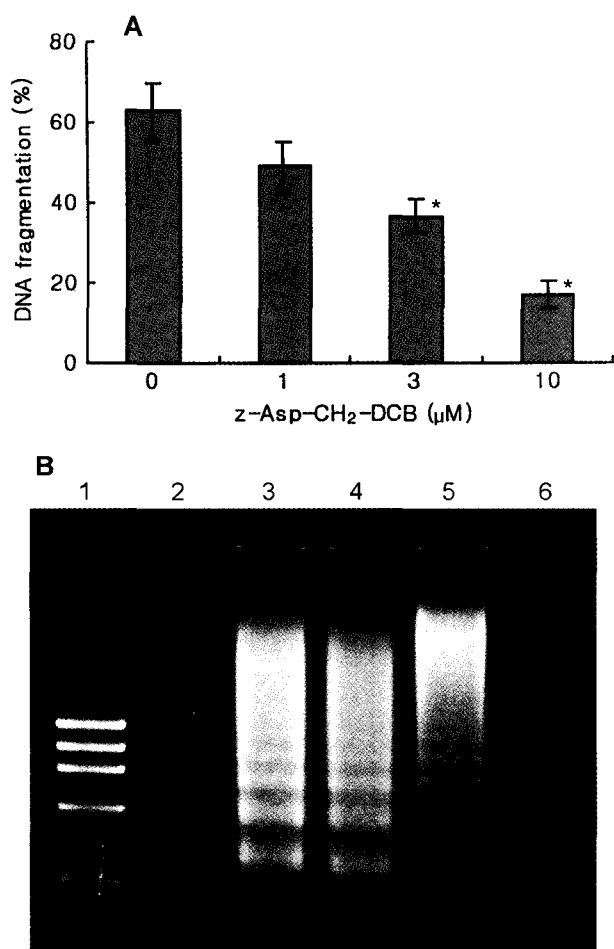 A
80
60
40
20
0
DNA fragmentation (%)
*
*
0 1 3 10
z-Asp-CH₂-DCB (μM)
B
1 2 3 4 5 6